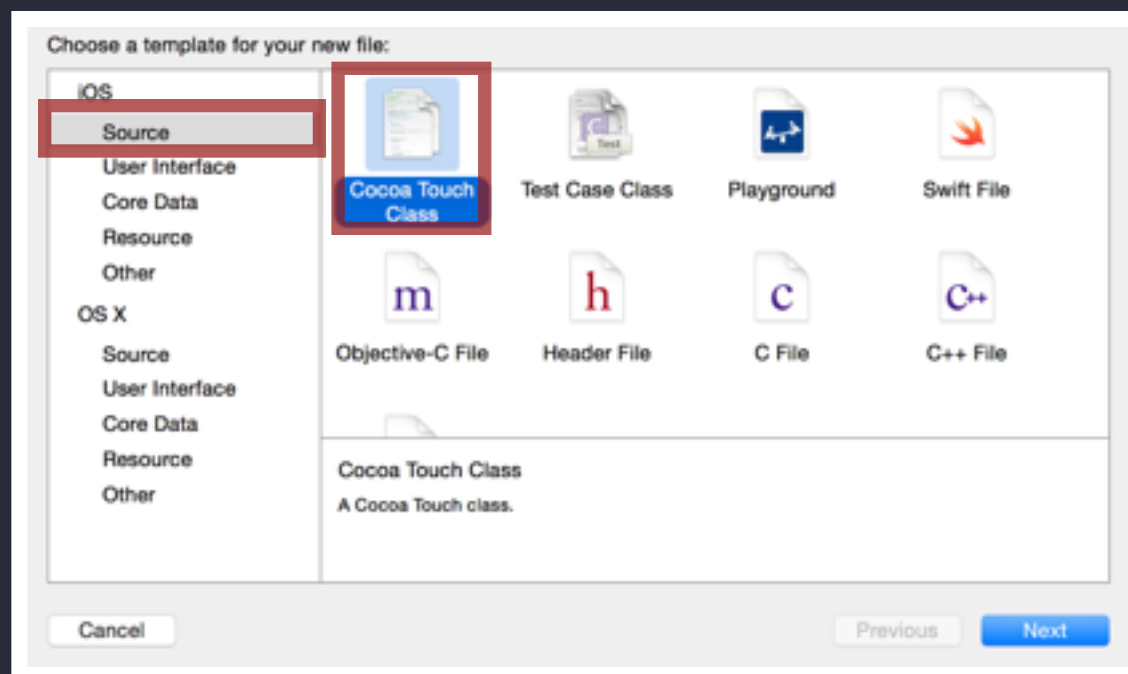 Choose a template for your new file:
iOS
Source
User Interface
Core Data
Resource
Other
OS X
Source
User Interface
Core Data
Resource
Other
Cocoa Touch
Class
Test
Test Case Class
Playground
Swift File
m
h
c
C++
Objective-C File
Header File
C File
C++ File
Cocoa Touch Class
A Cocoa Touch class.
Cancel
Previous
Next